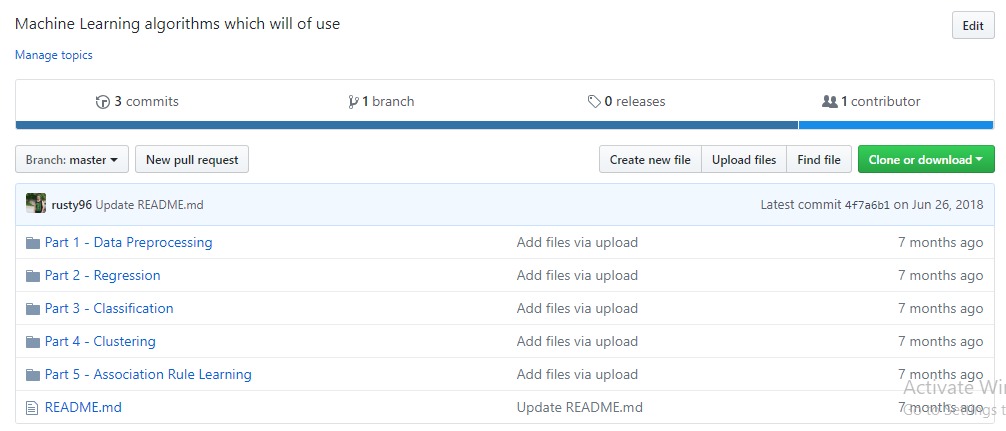 Machine Learning algorithms which will of use
Edit
Manage topics
3 commits
1 branch
0 releases
1 contributor
Branch: master
New pull request
Create new file
Upload files
Find file
Clone or download
rusty96 Update README.md
Latest commit 4f7a6b1 on Jun 26, 2018
Part 1 - Data Preprocessing
Add files via upload
7 months ago
Part 2 - Regression
Add files via upload
7 months ago
Part 3 - Classification
Add files via upload
7 months ago
Part 4 - Clustering
Add files via upload
7 months ago
Part 5 - Association Rule Learning
Add files via upload
7 months ago
Activate Win
README.md
Update README.md
7 months ago
Go to Settings t